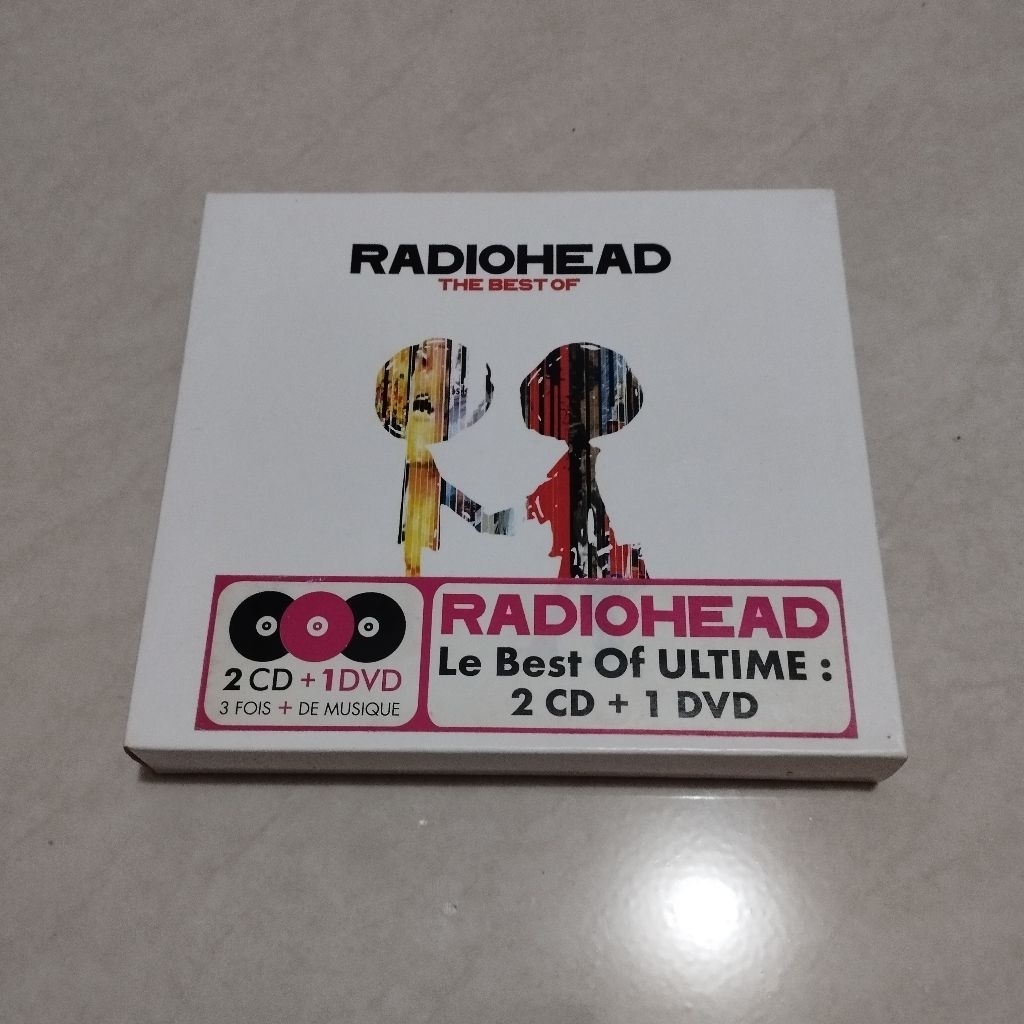 RADIOHEAD
THE BEST OF
2 CD + 1 DVD
3 FOIS + DE MUSIQUE
RADIOHEAD
Le Best Of ULTIME :
2 CD + 1 DVD